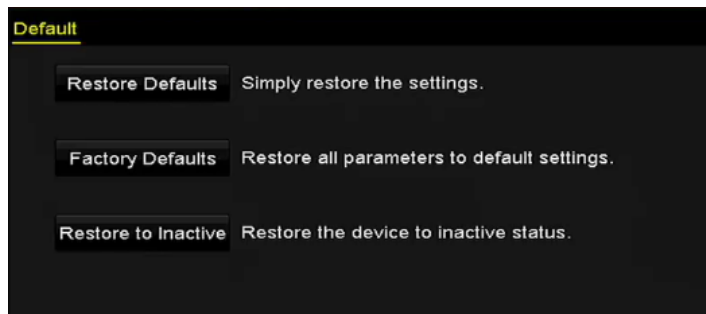 Default
Restore Defaults Simply restore the settings.
Factory Defaults Restore all parameters to default settings.
Restore to Inactive Restore the device to inactive status.